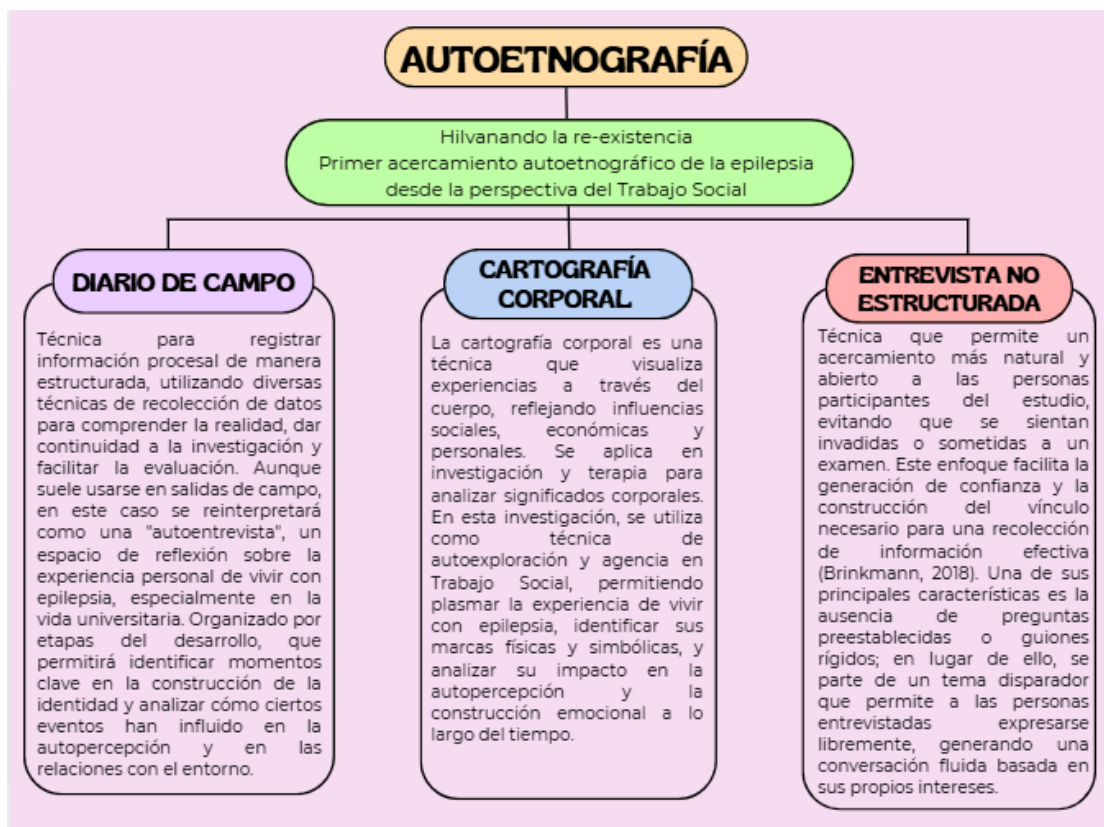 AUTOETNOGRAFÍA
Hilvanando la re-existencia
Primer acercamiento autoetnográfico de la epilepsia
desde la perspectiva del Trabajo Social
DIARIO DE CAMPO
Técnica para registrar
información procesal de manera
estructurada, utilizando diversas
técnicas de recolección de datos
para comprender la realidad, dar
continuidad a la investigación y
facilitar la evaluación. Aunque
suele usarse en salidas de campo,
en este caso se reinterpretará
como una "autoentrevista", un
espacio de reflexión sobre la
experiencia personal de vivir con
epilepsia, especialmente en la
vida universitaria. Organizado por
etapas del desarrollo, que
permitirá identificar momentos
clave en la construcción de la
identidad y analizar cómo ciertos
eventos han influido en la
autopercepción y en las
relaciones con el entorno.
CARTOGRAFÍA
CORPORAL
La cartografía corporal es una
técnica que visualiza
experiencias a través del
cuerpo, reflejando influencias
sociales, económicas y
personales. Se aplica en
investigación y terapia para
analizar significados corporales.
En esta investigación, se utiliza
como técnica de
autoexploración y agencia en
Trabajo Social, permitiendo
plasmar la experiencia de vivir
con epilepsia, identificar sus
marcas físicas y simbólicas, y
analizar su impacto en la
autopercepción y la
construcción emocional a lo
largo del tiempo.
ENTREVISTA NO
ESTRUCTURADA
Técnica que permite un
acercamiento más natural y
abierto a las personas
participantes del estudio,
evitando que se sientan
invadidas o sometidas a un
examen. Este enfoque facilita la
generación de confianza y la
construcción del vínculo
necesario para una recolección
de información efectiva
(Brinkmann, 2018). Una de sus
principales características es la
ausencia de preguntas
preestablecidas o guiones
rígidos; en lugar de ello, se
parte de un tema disparador
que permite a las personas
entrevistadas expresarse
libremente, generando una
conversación fluida basada en
sus propios intereses.